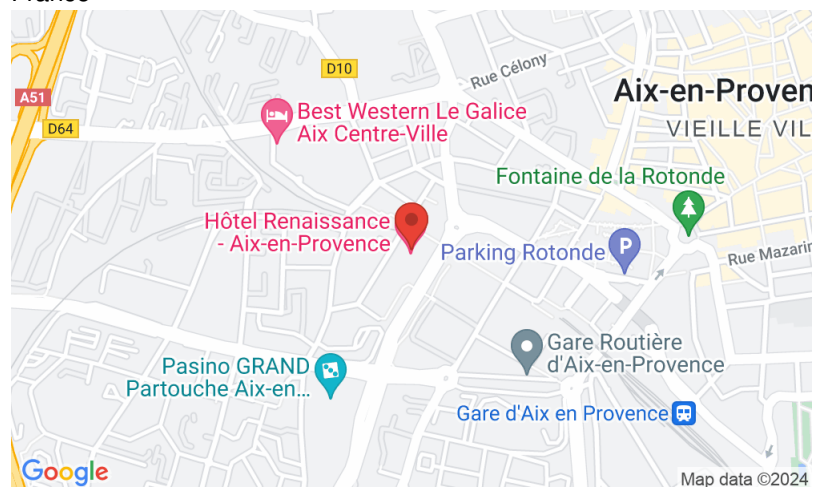 France
D10
Rue Célony
A51
Best Western Le Galice
Aix Centre-Ville
Aix-en-Proven
D64
VIEILLE VIL
Fontaine de la Rotonde
Hôtel Renaissance
- Aix-en-Provence
Parking Rotonde
P
Rue Mazarin
Gare Routière
d'Aix-en-Provence
Pasino GRAND
Partouche Aix-en...
Gare d'Aix en Provence
Google
Map data ©2024